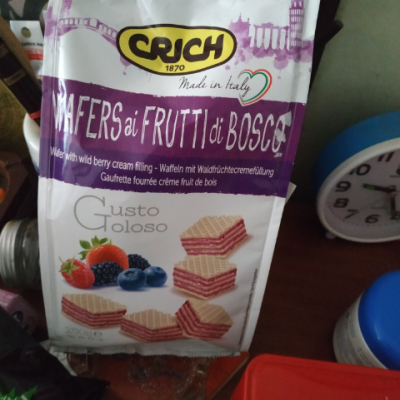 CRICH
1870
Made in Italy
WAFERS ai FRUTTI di BOSCO
Wafer with wild berry cream filling - Waffeln mit Waldfrüchtecremefüllung
Gaufrette fourrée crème fruit de bois
Gusto
Goloso